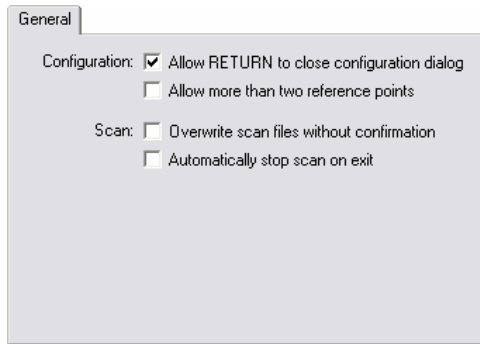 General
Configuration: Allow RETURN to close configuration dialog
Allow more than two reference points
Scan: Overwrite scan files without confirmation
Automatically stop scan on exit